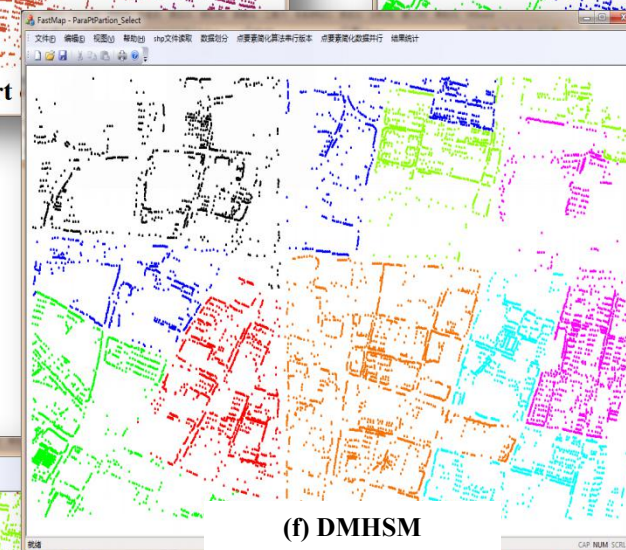 FastMap - ParaPtPartion_Select
文件(F) 编辑(E) 视图(V) 帮助(H) shp文件读取 数据划分 点要素简化算法串行版本 点要素简化数据并行 结果统计
rt
(f) DMHSM
就绪
CAP NUM SCRL